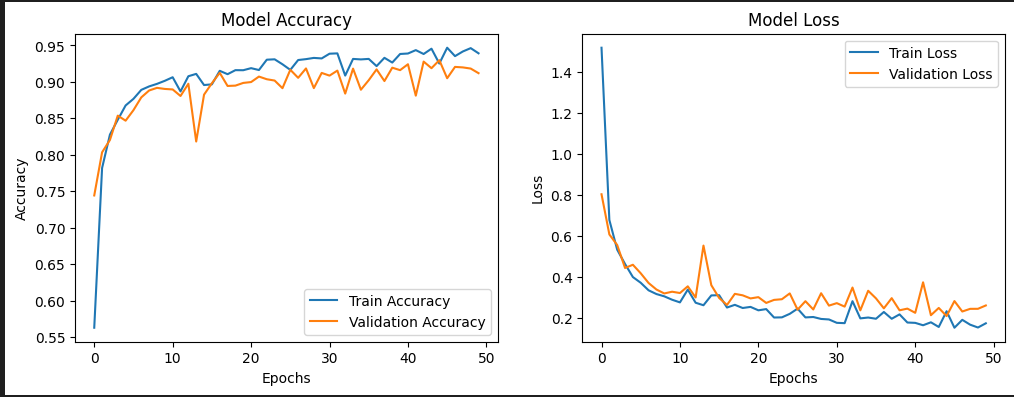 Model Accuracy
0.95
0.90
0.85
0.80
0.75
0.70
0.65
0.60
0.55
Accuracy
Train Accuracy
Validation Accuracy
0 10 20 30 40 50
Epochs
Model Loss
1.4
1.2
1.0
0.8
0.6
0.4
0.2
Loss
Train Loss
Validation Loss
0 10 20 30 40 50
Epochs